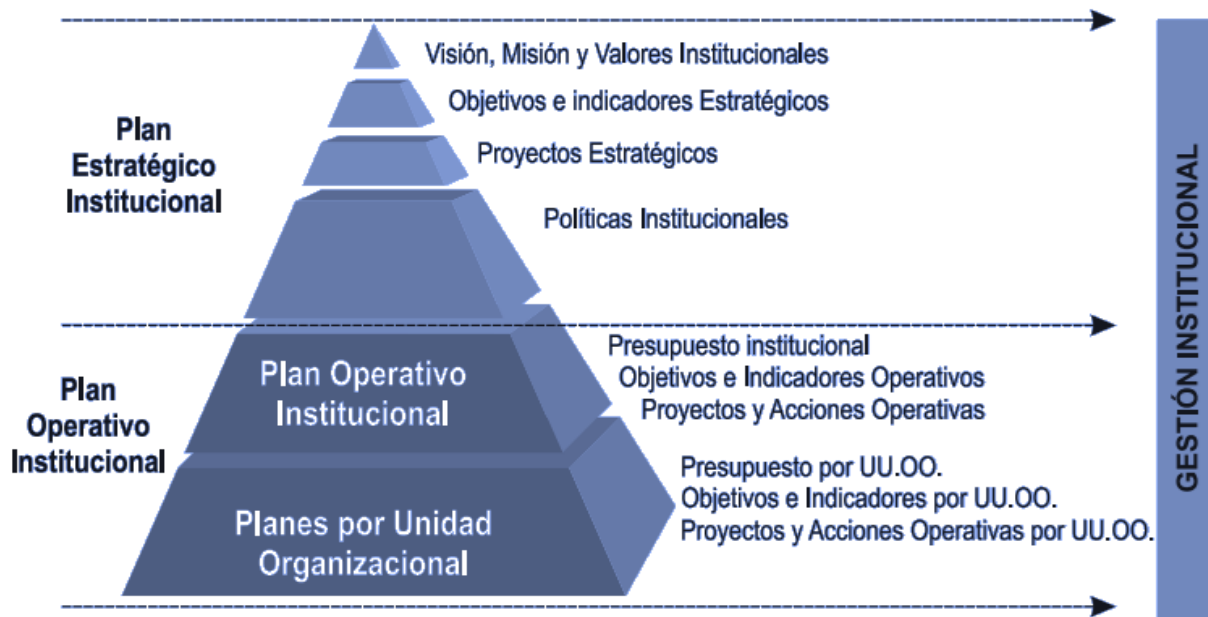 Visión, Misión y Valores Institucionales
Objetivos e indicadores Estratégicos
Plan
Estratégico
Institucional
Proyectos Estratégicos
Políticas Institucionales
Plan
Operativo
Institucional
Plan Operativo
Institucional
Presupuesto institucional
Objetivos e Indicadores Operativos
Proyectos y Acciones Operativas
Planes por Unidad
Organizacional
Presupuesto por UU.OO.
Objetivos e Indicadores por UU.OO.
Proyectos y Acciones Operativas por UU.OO.
GESTIÓN INSTITUCIONAL